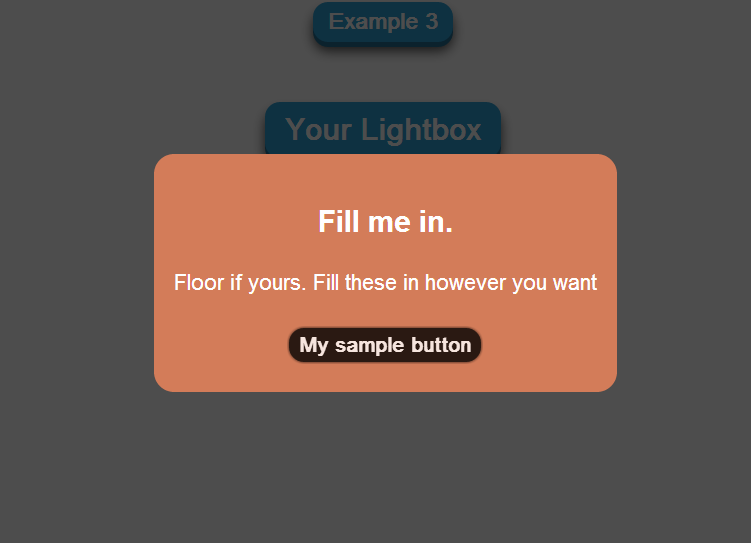 Example 3
Your Lightbox
Fill me in.
Floor if yours. Fill these in however you want
My sample button